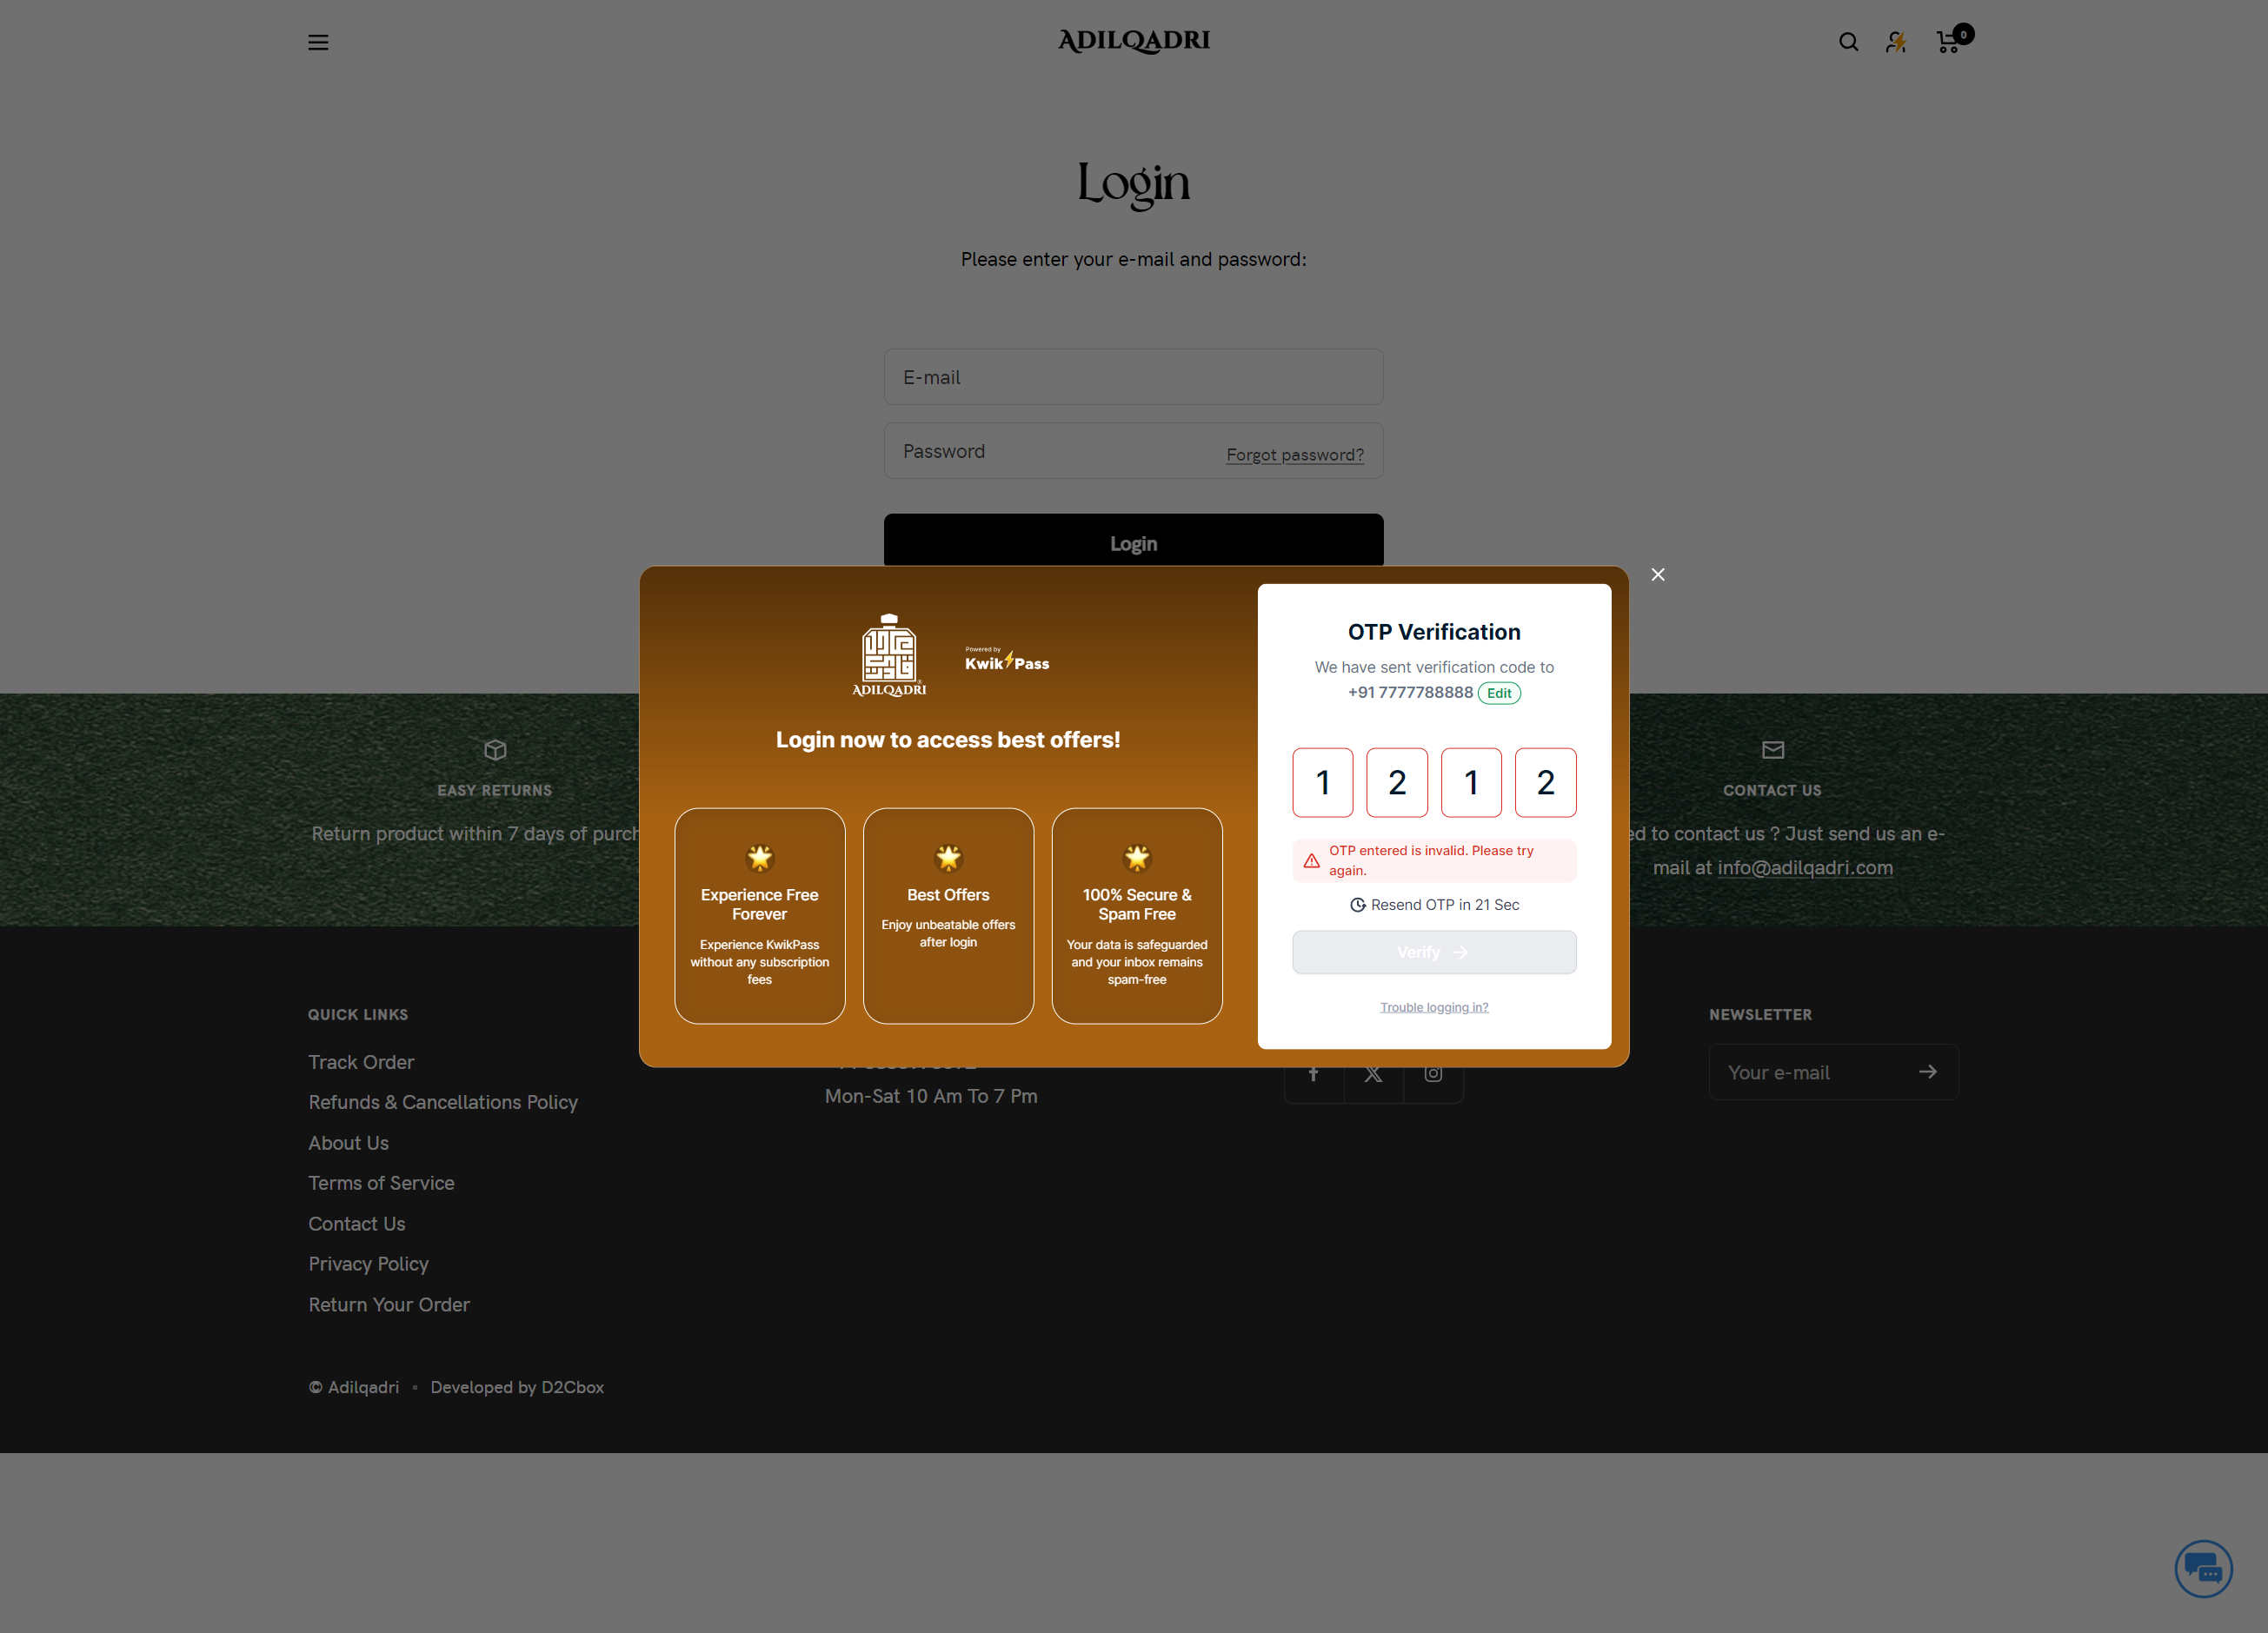 ADILQADRI
0
Login
Please enter your e-mail and password:
E-mail
Password
Forgot password?
Login
ADILQADRI
Powered by
Kwik Pass
Login now to access best offers!
Experience Free
Forever
Experience KwikPass
without any subscription
fees
Best Offers
Enjoy unbeatable offers
after login
100% Secure &
Spam Free
Your data is safeguarded
and your inbox remains
spam-free
OTP Verification
We have sent verification code to
+91 7777788888 Edit
1 2 1 2
OTP entered is invalid. Please try
again.
Resend OTP in 21 Sec
Verify
Trouble logging in?
EASY RETURNS
Return product within 7 days of purch
CONTACT US
ed to contact us ? Just send us an e-
mail at info@adilqadri.com
QUICK LINKS
Track Order
Refunds & Cancellations Policy
About Us
Terms of Service
Contact Us
Privacy Policy
Return Your Order
Mon-Sat 10 Am To 7 Pm
NEWSLETTER
Your e-mail
© Adilqadri
Developed by D2Cbox